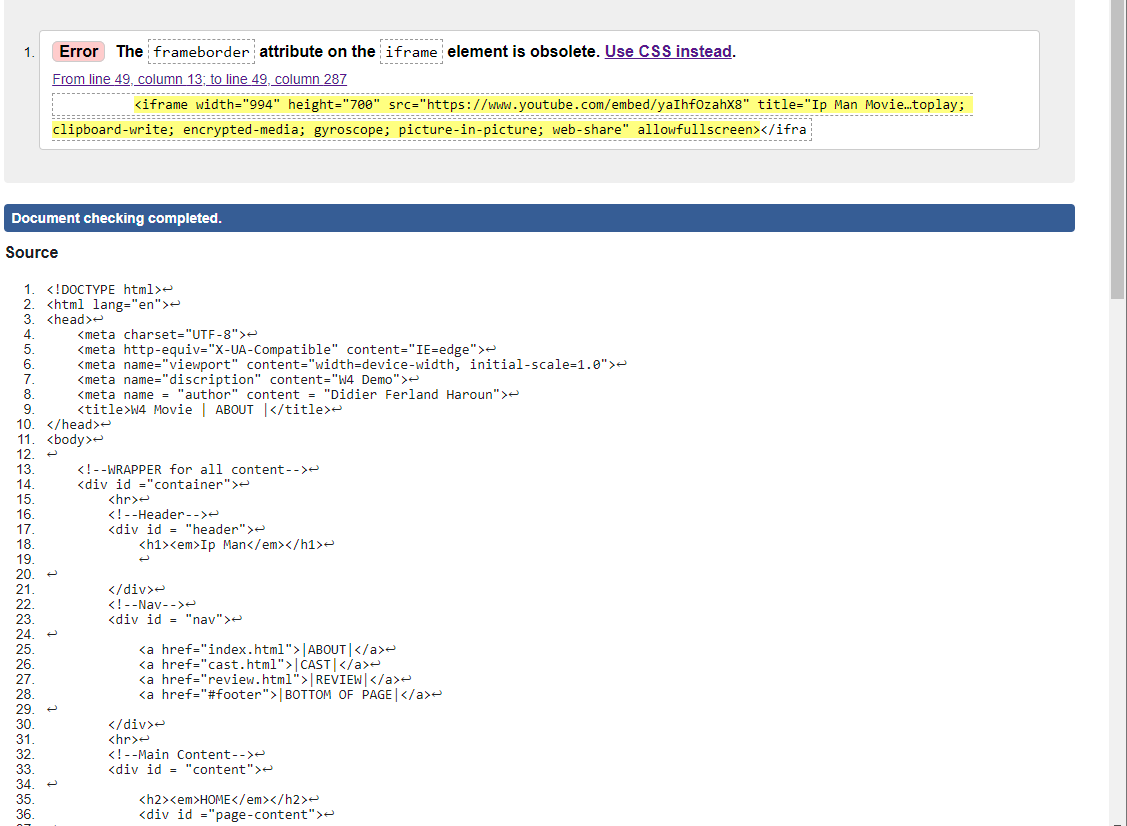 1. Error The frameborder attribute on the iframe element is obsolete. Use CSS instead.
From line 49, column 13; to line 49, column 287
<iframe width="994" height="700" src="https://www.youtube.com/embed/yaIhfOzahX8" title="Ip Man Movie…toplay;
clipboard-write; encrypted-media; gyroscope; picture-in-picture; web-share" allowfullscreen></ifra
Document checking completed.
Source
1. <!DOCTYPE html>↩
2. <html lang="en">↩
3. <head>↩
4. <meta charset="UTF-8">↩
5. <meta http-equiv="X-UA-Compatible" content="IE=edge">↩
6. <meta name="viewport" content="width=device-width, initial-scale=1.0">↩
7. <meta name="discription" content="W4 Demo">↩
8. <meta name = "author" content = "Didier Ferland Haroun">↩
9. <title>W4 Movie | ABOUT |</title>↩
10. </head>↩
11. <body>↩
12. ↩
13. <!--WRAPPER for all content-->↩
14. <div id ="container">↩
15. <hr>↩
16. <!--Header-->↩
17. <div id = "header">↩
18. <h1><em>Ip Man</em></h1>↩
19. ↩
20. ↩
21. </div>↩
22. <!--Nav-->↩
23. <div id = "nav">↩
24. ↩
25. <a href="index.html">|ABOUT|</a>↩
26. <a href="cast.html">|CAST|</a>↩
27. <a href="review.html">|REVIEW|</a>↩
28. <a href="#footer">|BOTTOM OF PAGE|</a>↩
29. ↩
30. </div>↩
31. <hr>↩
32. <!--Main Content-->↩
33. <div id = "content">↩
34. ↩
35. <h2><em>HOME</em></h2>↩
36. <div id ="page-content">↩